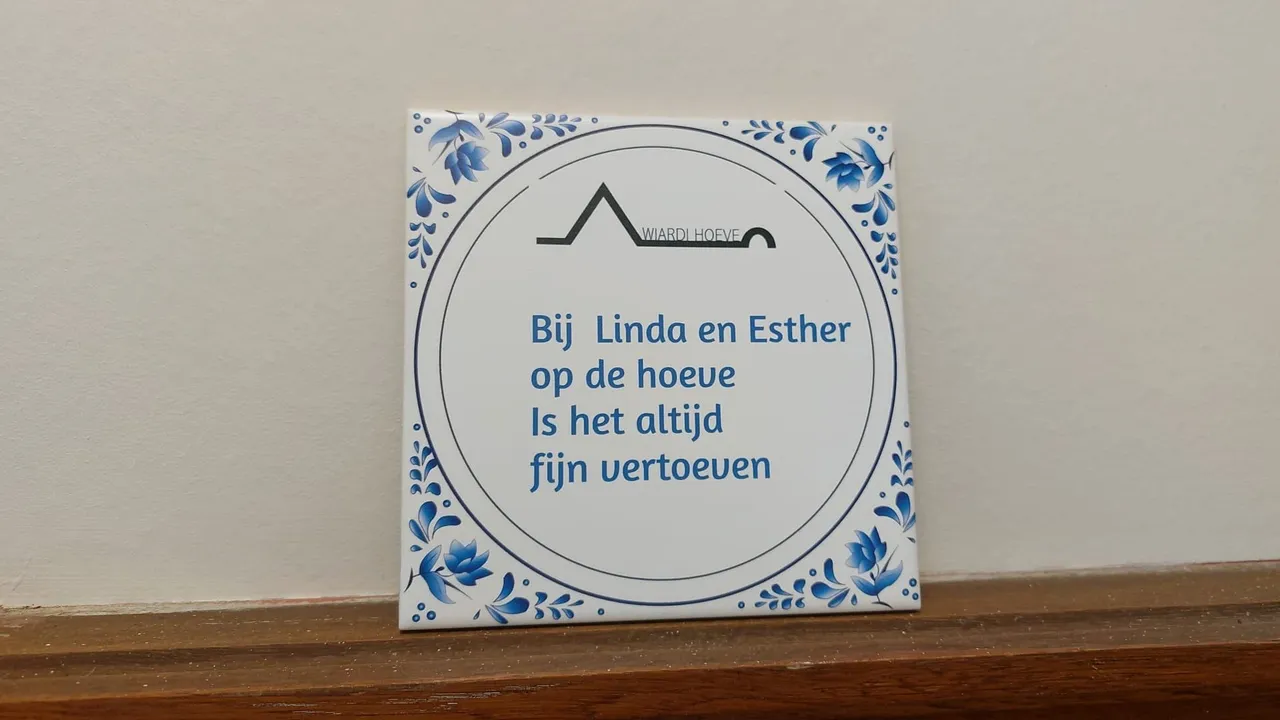 WIARDI HOEVE
Bij Linda en Esther
op de hoeve
Is het altijd
fijn vertoeven